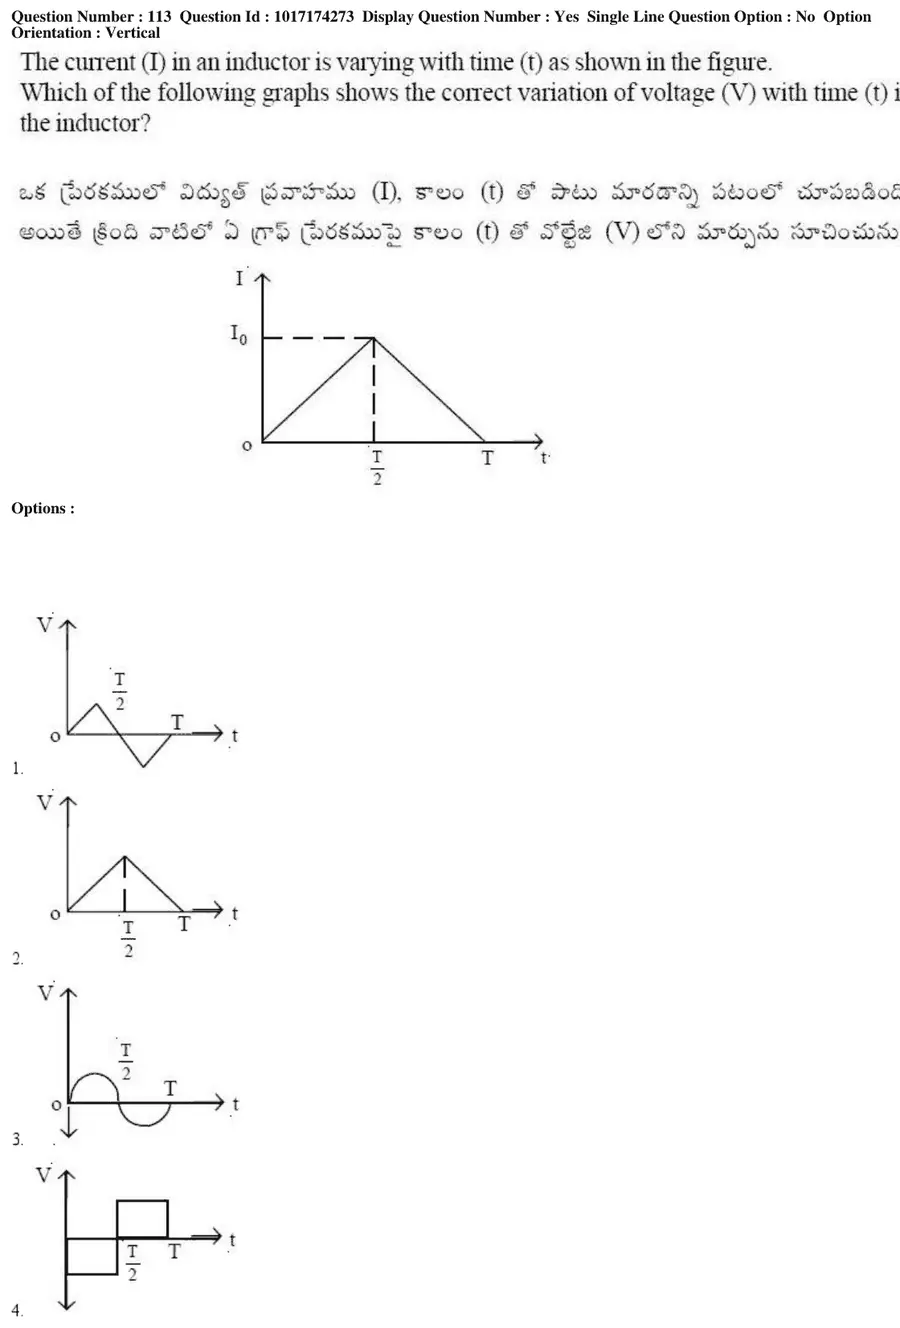 Question Number : 113 Question Id : 1017174273 Display Question Number : Yes Single Line Question Option : No Option
Orientation : Vertical
The current (I) in an inductor is varying with time (t) as shown in the figure.
Which of the following graphs shows the correct variation of voltage (V) with time (t) i
the inductor?
ఒక ప్రేరకములో విద్యుత్ ప్రవాహము (I), కాలం (t) తో పాటు మారడాన్ని పటంలో చూపబడింది
అయితే క్రింది వాటిలో ఏ గ్రాఫ్ ప్రేరకముపై కాలం (t) తో వోల్టేజి (V) లోని మార్పును సూచించును
I
I0
o
T
2
T
t
Options :
V
T
2
T
o
t
1.
V
o
T
2
T
t
2.
V
T
2
T
o
t
3.
V
T
2
T
t
4.